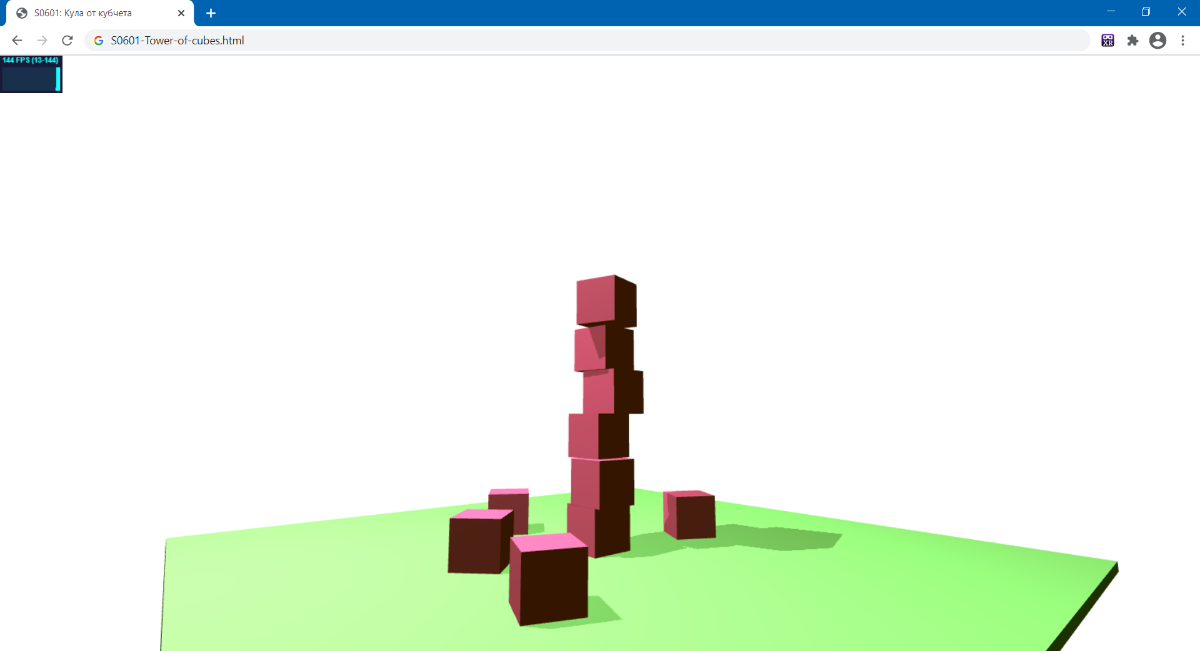 S0601: Кула от кубчета
S0601-Tower-of-cubes.html
144 FPS (13-144)